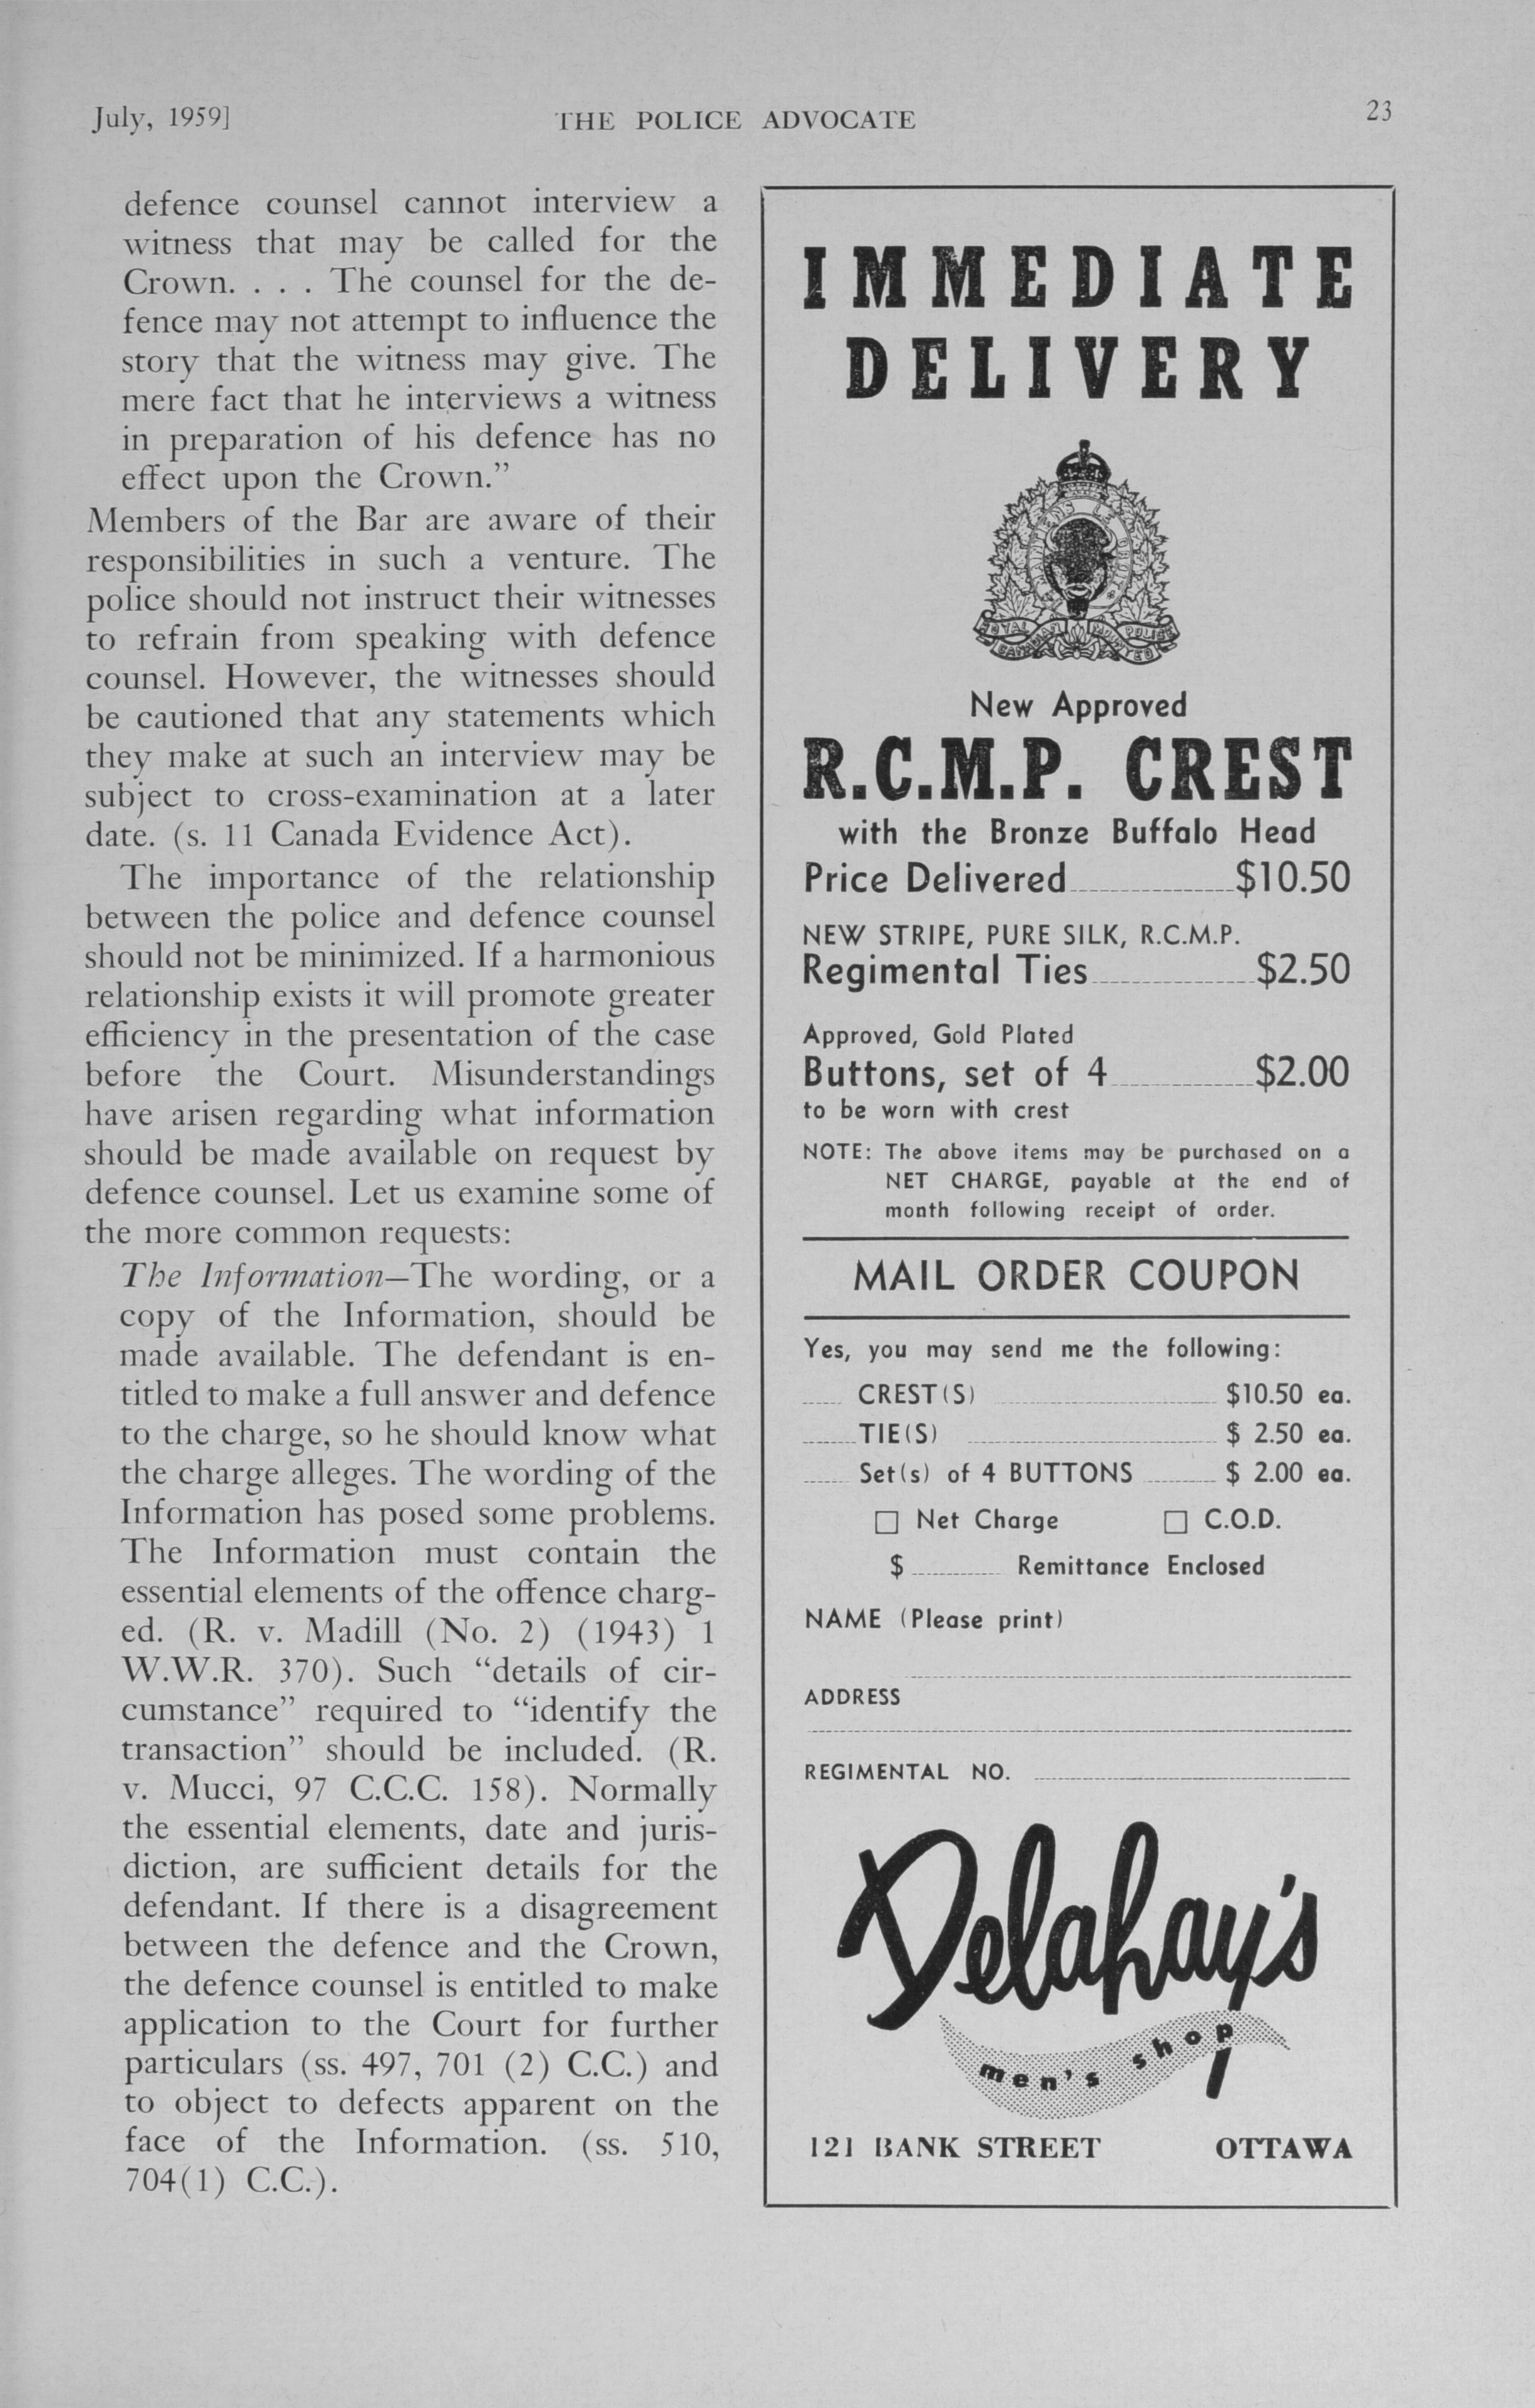 July, 1959]
THE POLICE ADVOCATE
23
defence counsel cannot interview a
witness that may be called for the
Crown. . . . The counsel for the de-
fence may not attempt to influence the
story that the witness may give. The
mere fact that he interviews a witness
in preparation of his defence has no
effect upon the Crown.”
Members of the Bar are aware of their
responsibilities in such a venture. The
police should not instruct their witnesses
to refrain from speaking with defence
counsel. However, the witnesses should
be cautioned that any statements which
they make at such an interview may be
subject to cross-examination at a later
date. (s. 11 Canada Evidence Act).
The importance of the relationship
between the police and defence counsel
should not be minimized. If a harmonious
relationship exists it will promote greater
efficiency in the presentation of the case
before the Court. Misunderstandings
have arisen regarding what information
should be made available on request by
defence counsel. Let us examine some of
the more common requests:
The Information—The wording, or a
copy of the Information, should be
made available. The defendant is en-
titled to make a full answer and defence
to the charge, so he should know what
the charge alleges. The wording of the
Information has posed some problems.
The Information must contain the
essential elements of the offence charg-
ed. (R. v. Madill (No. 2) (1943) 1
W.W.R. 370). Such “details of cir-
cumstance” required to “identify the
transaction” should be included. (R.
v. Mucci, 97 C.C.C. 158). Normally
the essential elements, date and juris-
diction, are sufficient details for the
defendant. If there is a disagreement
between the defence and the Crown,
the defence counsel is entitled to make
application to the Court for further
particulars (ss. 497, 701 (2) C.C.) and
to object to defects apparent on the
face of the Information. (ss. 510,
704(1) C.C.).
IMMEDIATE
DELIVERY
ROYAL CANADIAN MOUNTED POLICE
New Approved
R.C.M.P. CREST
with the Bronze Buffalo Head
Price Delivered $10.50
NEW STRIPE, PURE SILK, R.C.M.P.
Regimental Ties $2.50
Approved, Gold Plated
Buttons, set of 4 $2.00
to be worn with crest
NOTE: The above items may be purchased on a
NET CHARGE, payable at the end of
month following receipt of order.
MAIL ORDER COUPON
Yes, you may send me the following:
CREST(S) $10.50 ea.
TIE(S) $ 2.50 ea.
Set(s) of 4 BUTTONS $ 2.00 ea.
□ Net Charge □ C.O.D.
$ Remittance Enclosed
NAME (Please print)
ADDRESS
REGIMENTAL NO.
Delahay's
men's shop
121 BANK STREET OTTAWA